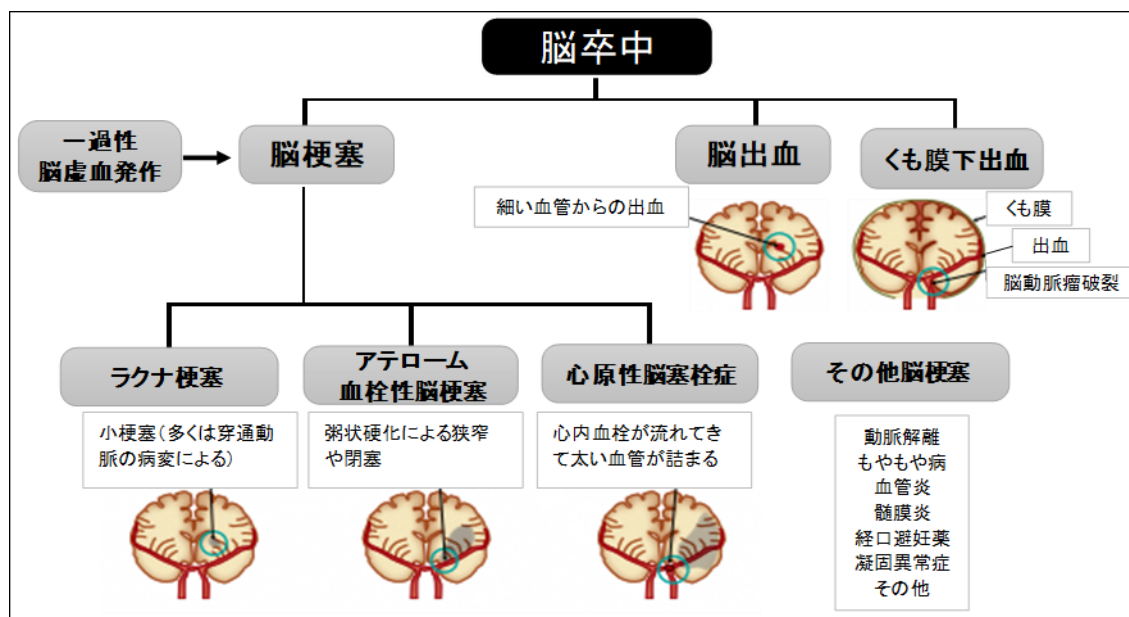 脳卒中
一過性
脳虚血発作
脳梗塞
脳出血
くも膜下出血
細い血管からの出血
くも膜
出血
脳動脈瘤破裂
ラクナ梗塞
アテローム
血栓性脳梗塞
心原性脳塞栓症
その他脳梗塞
小梗塞(多くは穿通動
脈の病変による)
粥状硬化による狭窄
や閉塞
心内血栓が流れてき
て太い血管が詰まる
動脈解離
もやもや病
血管炎
髄膜炎
経口避妊薬
凝固異常症
その他